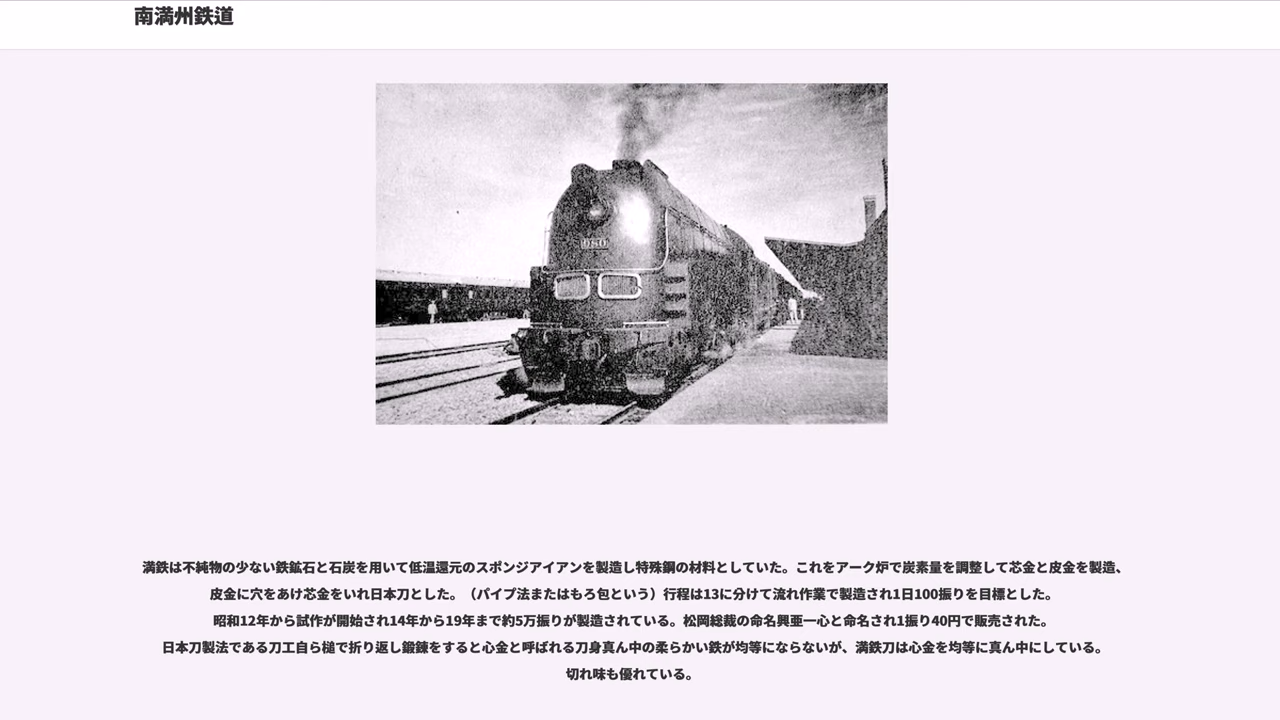 南満州鉄道
満鉄は不純物の少ない鉄鉱石と石炭を用いて低温還元のスポンジアイアンを製造し特殊鋼の材料としていた。これをアーク炉で炭素量を調整して芯金と皮金を製造、
皮金に穴をあけ芯金をいれ日本刀とした。（パイプ法またはもろ包という）行程は13に分けて流れ作業で製造され1日100振りを目標とした。
昭和12年から試作が開始され14年から19年まで約5万振りが製造されている。松岡総裁の命名興亜一心と命名され1振り40円で販売された。
日本刀製法である刀工自ら槌で折り返し鍛錬をすると心金と呼ばれる刀身真ん中の柔らかい鉄が均等にならないが、満鉄刀は心金を均等に真ん中にしている。
切れ味も優れている。